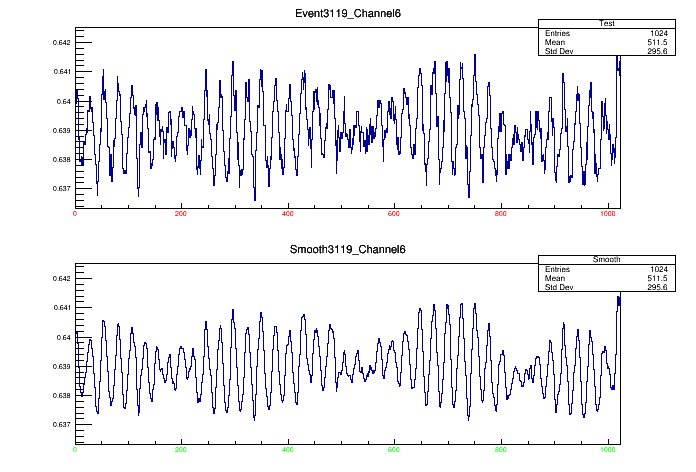 Event3119_Channel6
Test
Entries 1024
Mean 511.5
Std Dev 295.6
0.642
0.641
0.64
0.639
0.638
0.637
0 200 400 600 800 1000
Smooth3119_Channel6
Smooth
Entries 1024
Mean 511.5
Std Dev 295.6
0.642
0.641
0.64
0.639
0.638
0.637
0 200 400 600 800 1000